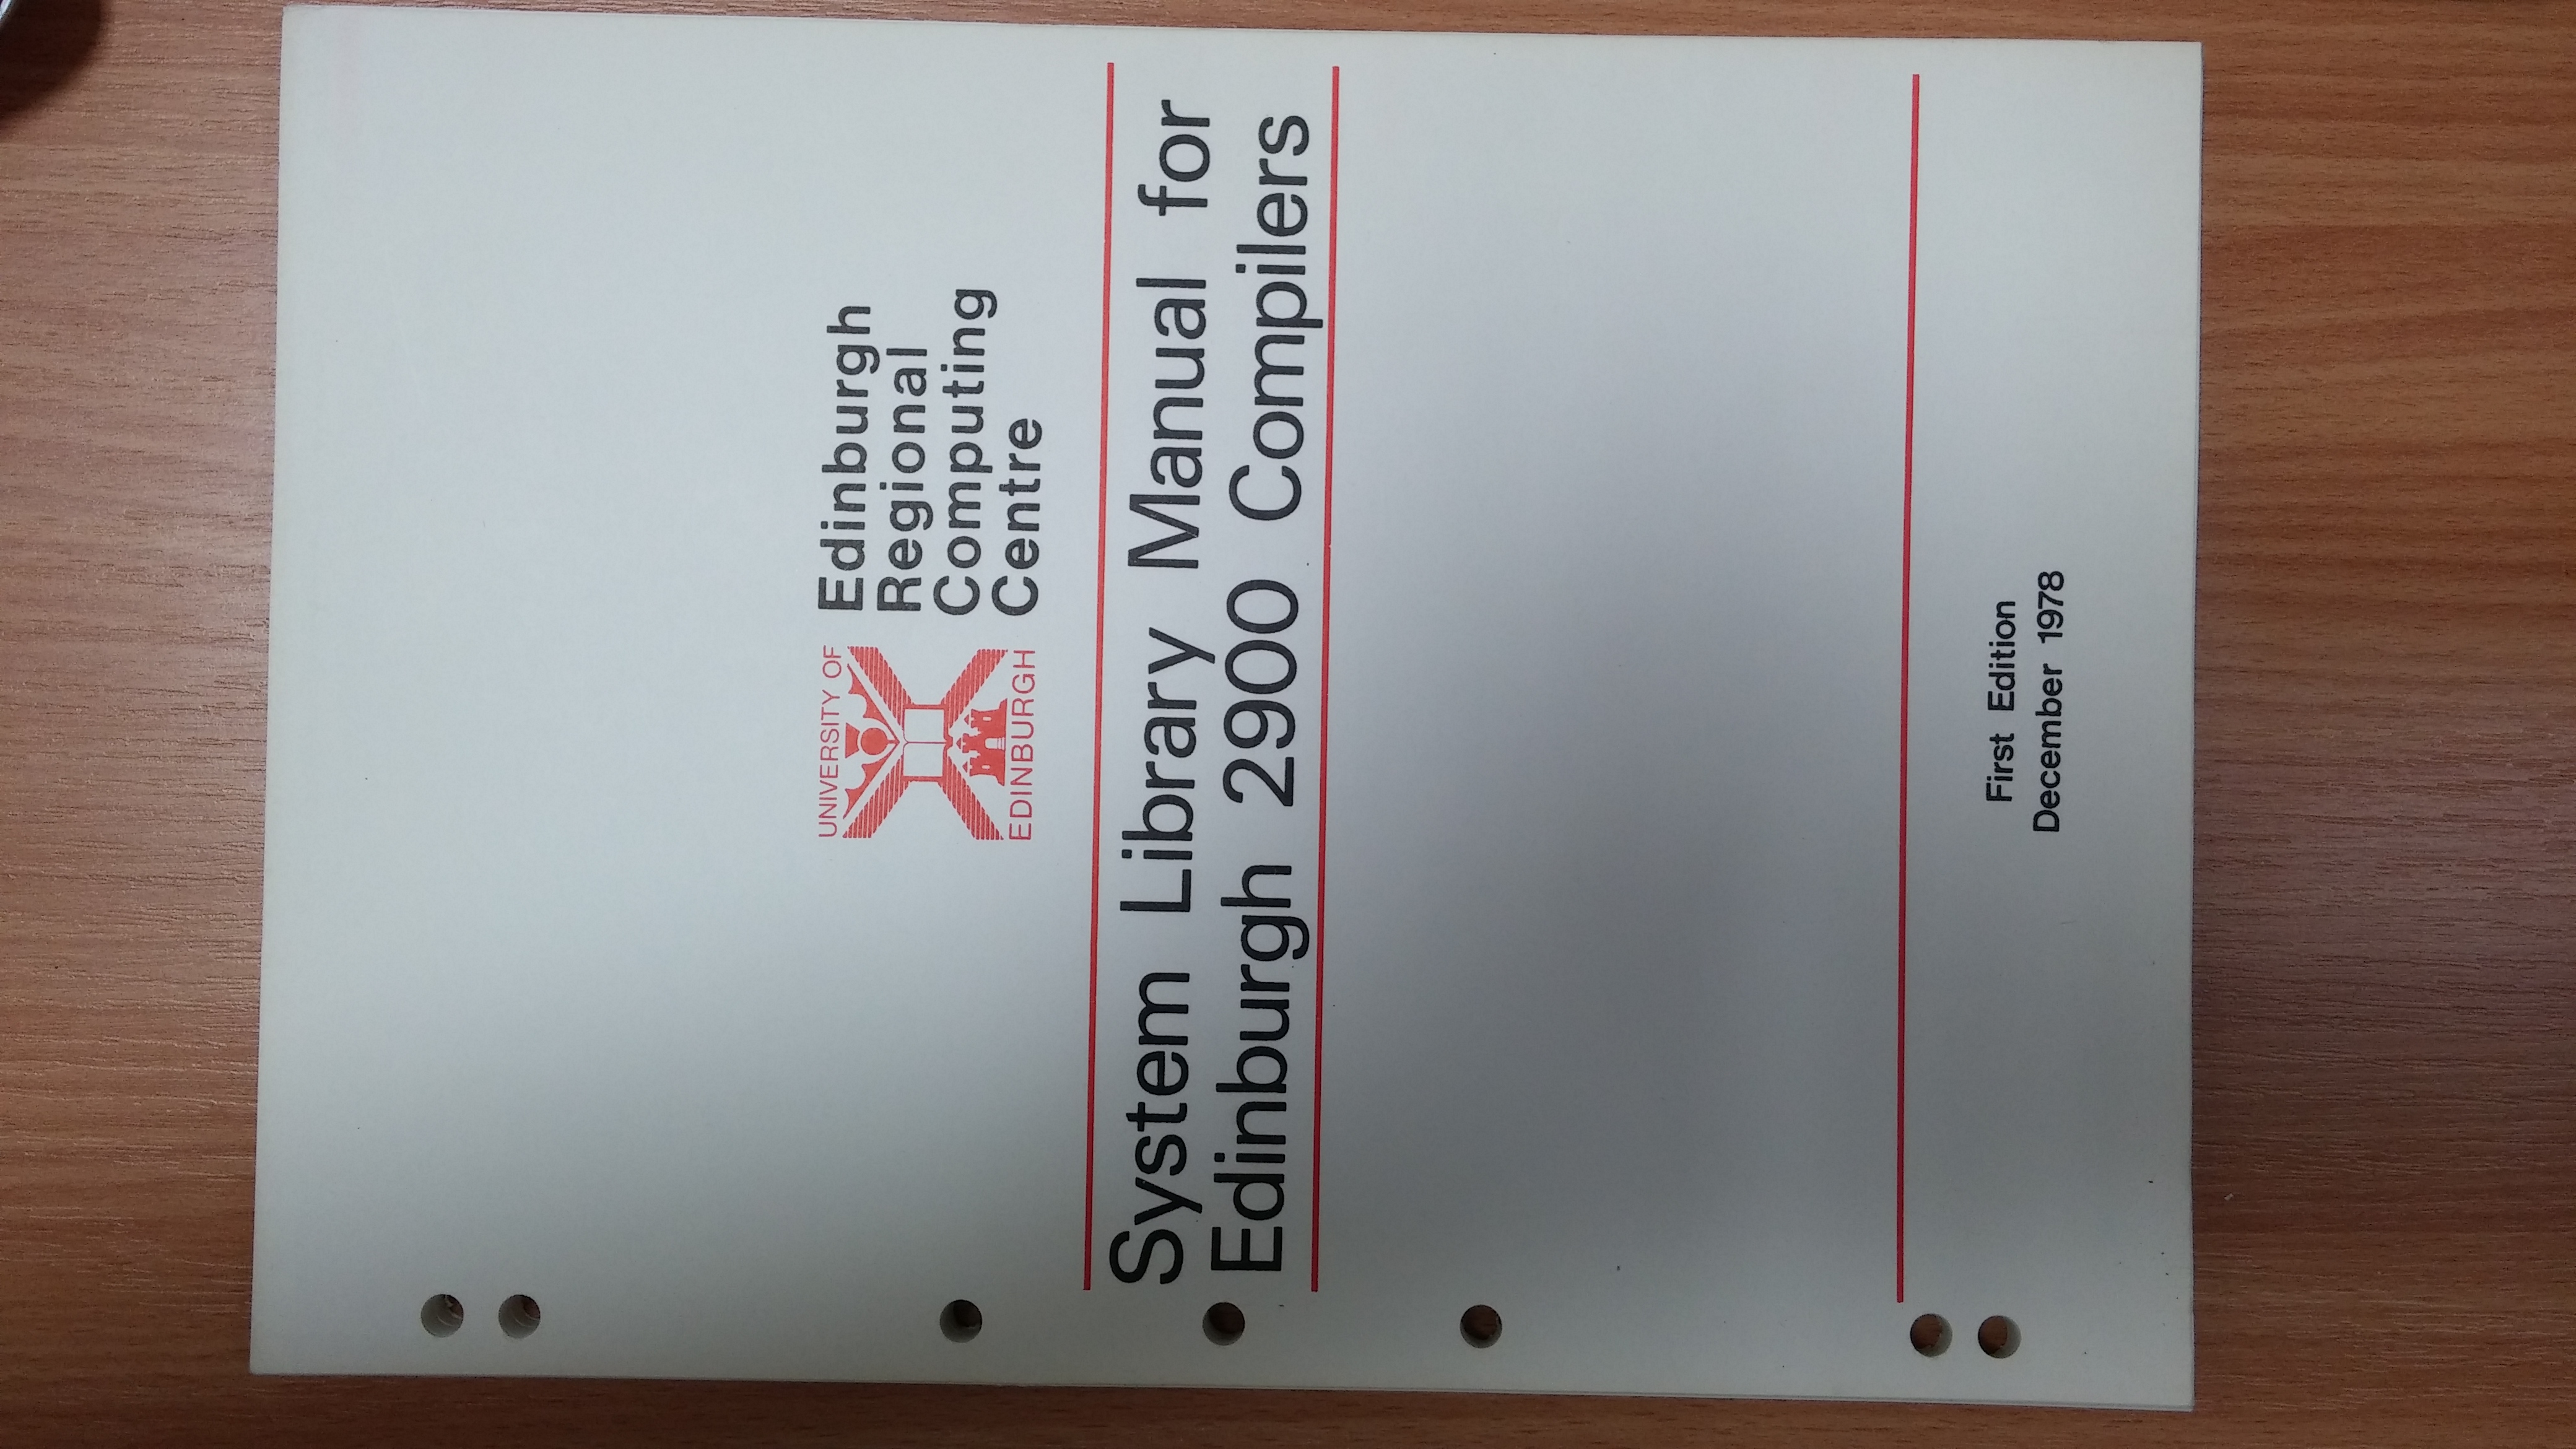 UNIVERSITY OF
EDINBURGH
Edinburgh
Regional
Computing
Centre
System Library Manual for
Edinburgh 2900 Compilers
First Edition
December 1978